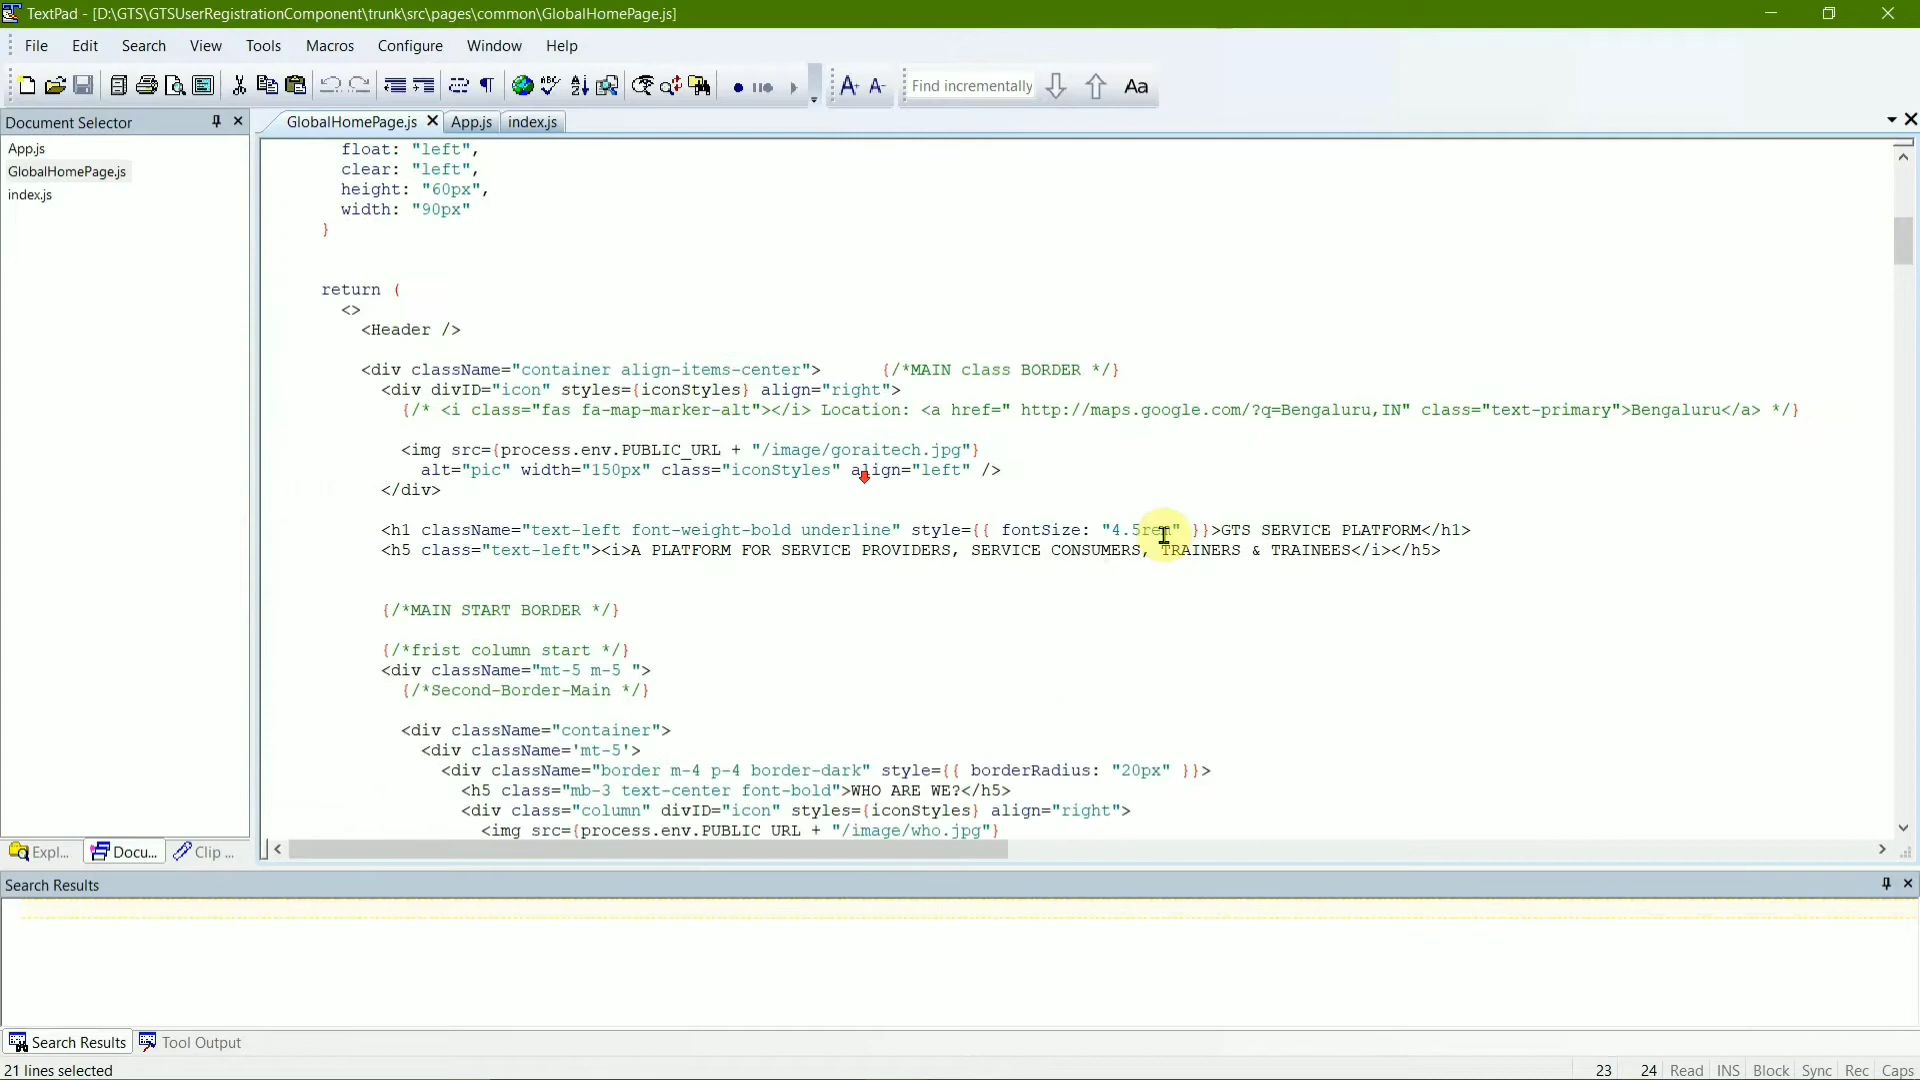 TextPad - [D:\GTS\GTSUserRegistrationComponent\trunk\src\pages\common\GlobalHomePage.js]
File Edit Search View Tools Macros Configure Window Help
Find incrementally Aa
Document Selector
App.js
GlobalHomePage.js
index.js
GlobalHomePage.js App.js index.js
float: "left",
clear: "left",
height: "60px",
width: "90px"
}
return (
<>
<Header />
<div className="container align-items-center"> {/*MAIN class BORDER */}
<div divID="icon" styles={iconStyles} align="right">
{/* <i class="fas fa-map-marker-alt"></i> Location: <a href=" http://maps.google.com/?q=Bengaluru,IN" class="text-primary">Bengaluru</a> */}
<img src={process.env.PUBLIC_URL + "/image/goraitech.jpg"}
alt="pic" width="150px" class="iconStyles" align="left" />
</div>
<h1 className="text-left font-weight-bold underline" style={{ fontSize: "4.5rem" }}>GTS SERVICE PLATFORM</h1>
<h5 class="text-left"><i>A PLATFORM FOR SERVICE PROVIDERS, SERVICE CONSUMERS, TRAINERS & TRAINEES</i></h5>
{/*MAIN START BORDER */}
{/*frist column start */}
<div className="mt-5 m-5 ">
{/*Second-Border-Main */}
<div className="container">
<div className='mt-5'>
<div className="border m-4 p-4 border-dark" style={{ borderRadius: "20px" }}>
<h5 class="mb-3 text-center font-bold">WHO ARE WE?</h5>
<div class="column" divID="icon" styles={iconStyles} align="right">
<img src={process.env.PUBLIC_URL + "/image/who.jpg"}
Expl... Docu... Clip ...
Search Results
Search Results Tool Output
21 lines selected 23 24 Read INS Block Sync Rec Caps